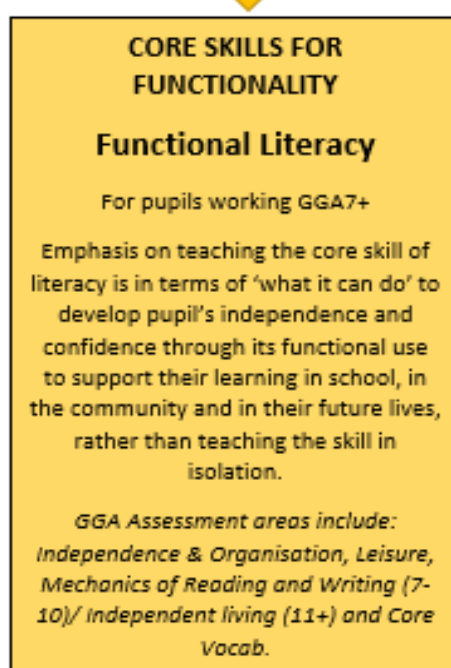 CORE SKILLS FOR
FUNCTIONALITY
Functional Literacy
For pupils working GGA7+
Emphasis on teaching the core skill of
literacy is in terms of ‘what it can do’ to
develop pupil’s independence and
confidence through its functional use
to support their learning in school, in
the community and in their future lives,
rather than teaching the skill in
isolation.
GGA Assessment areas include:
Independence & Organisation, Leisure,
Mechanics of Reading and Writing (7-
10)/ Independent living (11+) and Core
Vocab.